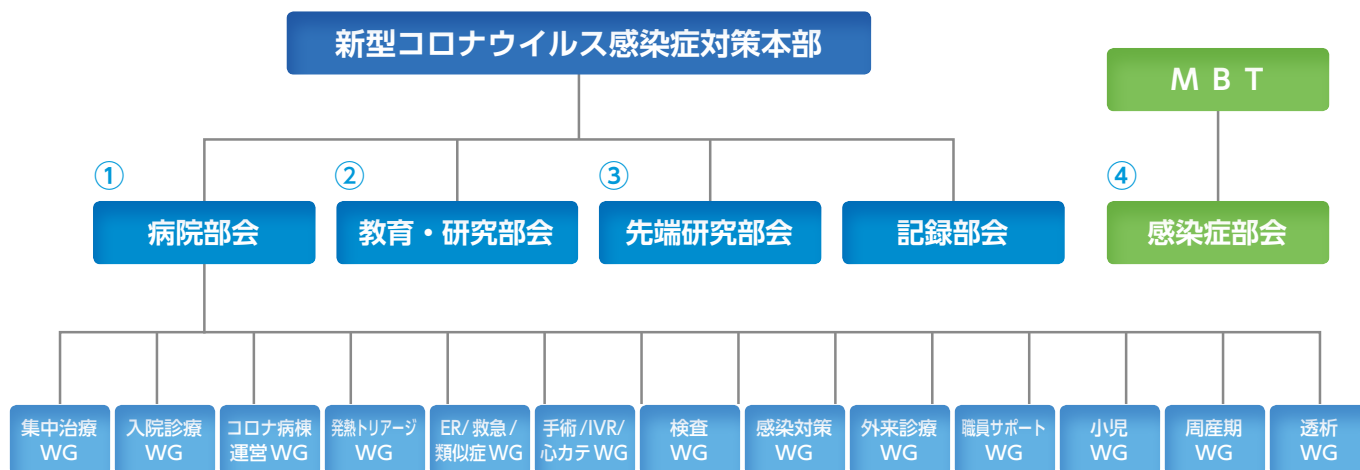 新型コロナウイルス感染症対策本部
MBT
①
②
③
④
病院部会
教育・研究部会
先端研究部会
記録部会
感染症部会
集中治療
WG
入院診療
WG
コロナ病棟
運営WG
発熱トリアージ
WG
ER/救急/
類似症WG
手術/IVR/
心カテWG
検査
WG
感染対策
WG
外来診療
WG
職員サポート
WG
小児
WG
周産期
WG
透析
WG